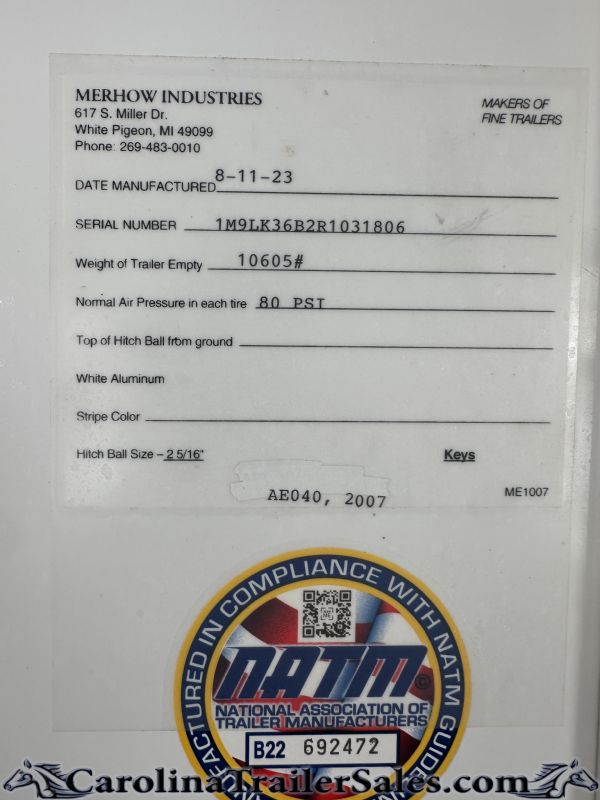 MERHOW INDUSTRIES
617 S. Miller Dr.
White Pigeon, MI 49099
Phone: 269-483-0010
MAKERS OF
FINE TRAILERS
DATE MANUFACTURED 8-11-23
SERIAL NUMBER 1M9LK36B2R1031806
Weight of Trailer Empty 10605#
Normal Air Pressure in each tire 80 PSI
Top of Hitch Ball from ground
White Aluminum
Stripe Color
Hitch Ball Size – 2 5/16" Keys
AE040, 2007
ME1007
MANUFACTURED IN COMPLIANCE WITH NATM
NATM ©
NATIONAL ASSOCIATION OF
TRAILER MANUFACTURERS
B22 692472
CarolinaTrailerSales.com